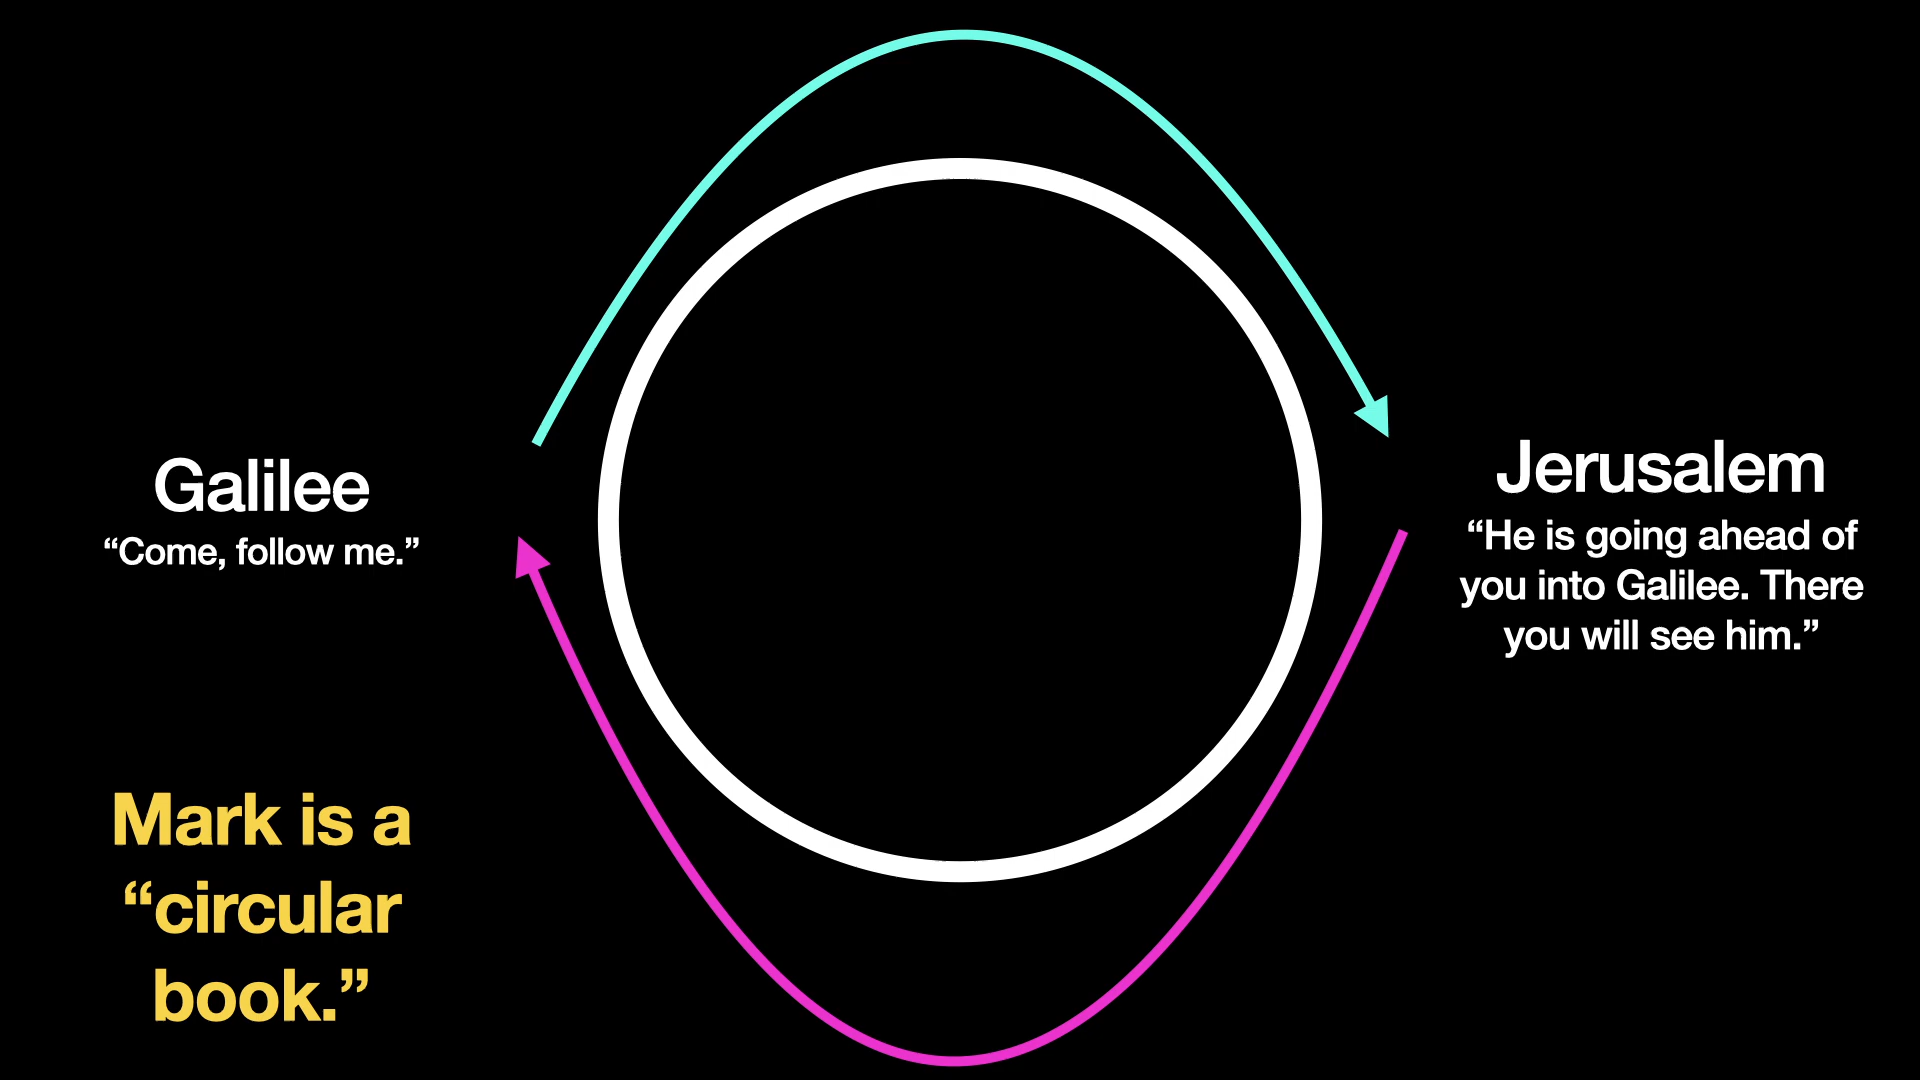 Galilee
“Come, follow me.”
Jerusalem
“He is going ahead of
you into Galilee. There
you will see him.”
Mark is a
“circular
book.”